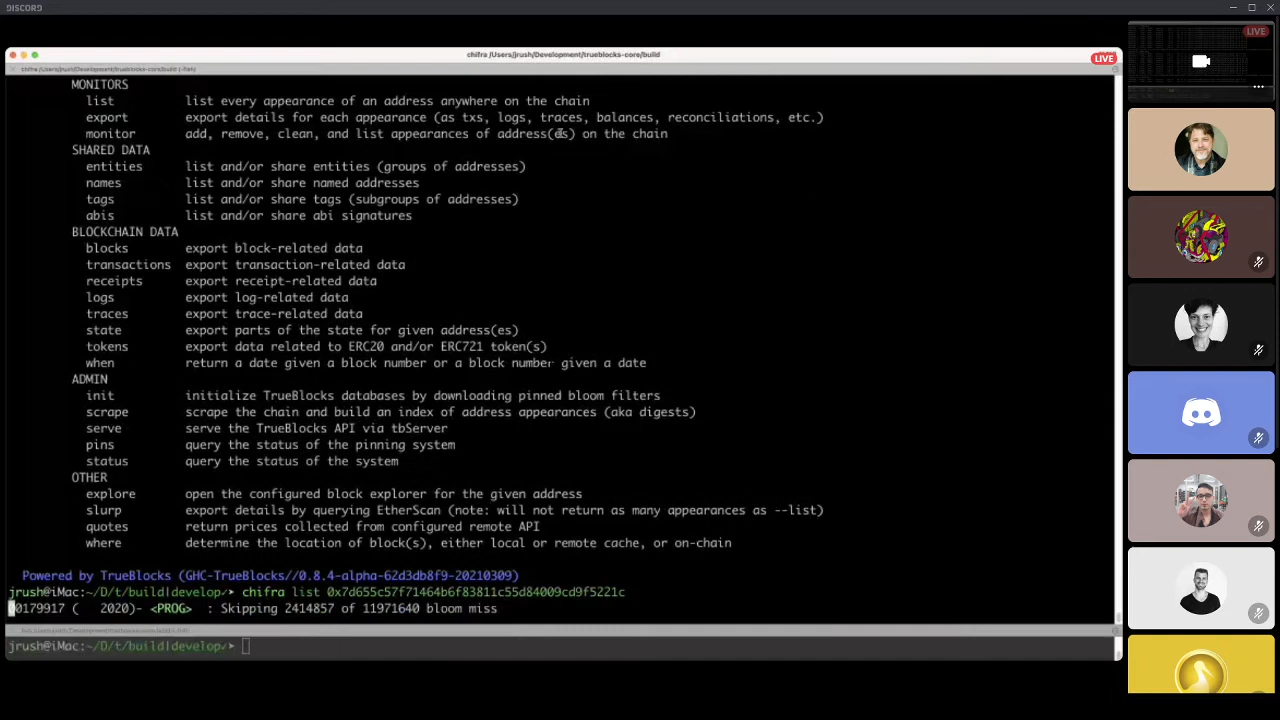 DISCORD
chifra /Users/jrush/Development/trueblocks-core/build
LIVE
LIVE
chifra /Users/jrush/Development/trueblocks-core/build (-fish)
MONITORS
list list every appearance of an address anywhere on the chain
export export details for each appearance (as txs, logs, traces, balances, reconciliations, etc.)
monitor add, remove, clean, and list appearances of address(es) on the chain
SHARED DATA
entities list and/or share entities (groups of addresses)
names list and/or share named addresses
tags list and/or share tags (subgroups of addresses)
abis list and/or share abi signatures
BLOCKCHAIN DATA
blocks export block-related data
transactions export transaction-related data
receipts export receipt-related data
logs export log-related data
traces export trace-related data
state export parts of the state for given address(es)
tokens export data related to ERC20 and/or ERC721 token(s)
when return a date given a block number or a block number given a date
ADMIN
init initialize TrueBlocks databases by downloading pinned bloom filters
scrape scrape the chain and build an index of address appearances (aka digests)
serve serve the TrueBlocks API via tbServer
pins query the status of the pinning system
status query the status of the system
OTHER
explore open the configured block explorer for the given address
slurp export details by querying EtherScan (note: will not return as many appearances as --list)
quotes return prices collected from configured remote API
where determine the location of block(s), either local or remote cache, or on-chain
Powered by TrueBlocks (GHC-TrueBlocks//0.8.4-alpha-62d3db8f9-20210309)
jrush@iMac:~/D/t/build|develop✓➤ chifra list 0x7d655c57f71464b6f83811c55d84009cd9f5221c
00179917 ( 2020)- <PROG> : Skipping 2414857 of 11971640 bloom miss
jrush@iMac:~/D/t/build|develop✓➤